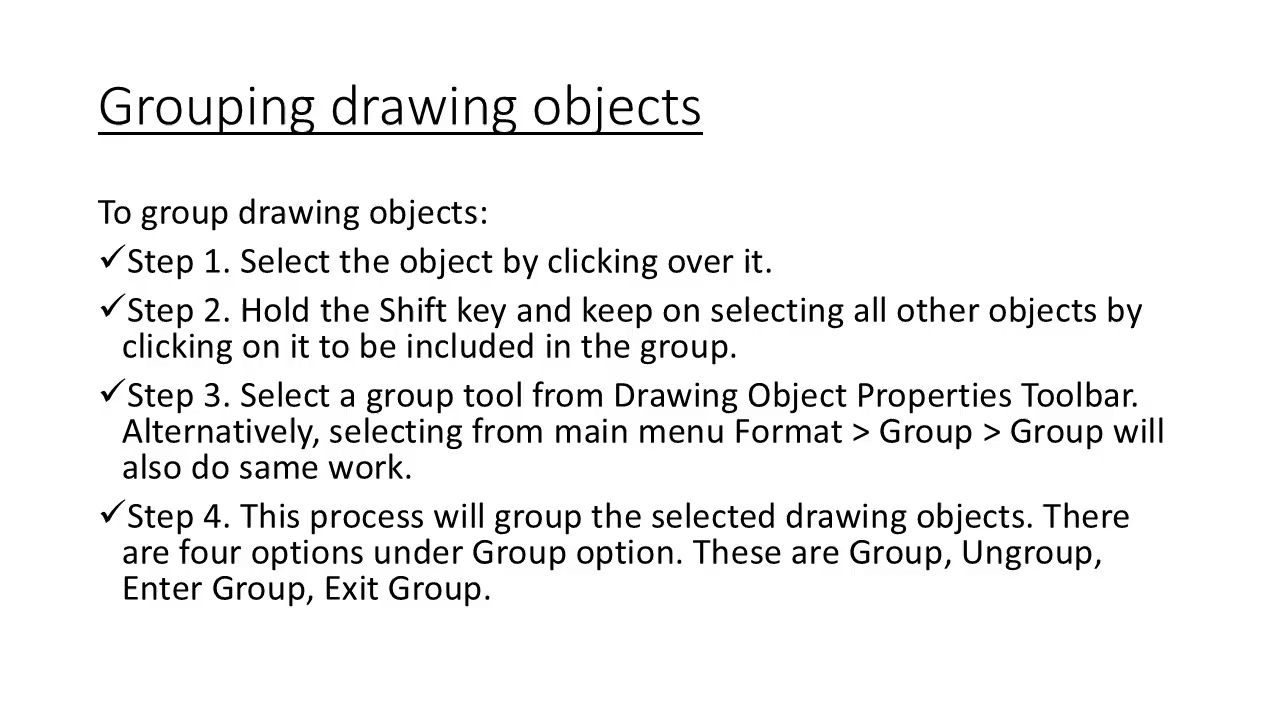 Grouping drawing objects
To group drawing objects:
✓Step 1. Select the object by clicking over it.
✓Step 2. Hold the Shift key and keep on selecting all other objects by
clicking on it to be included in the group.
✓Step 3. Select a group tool from Drawing Object Properties Toolbar.
Alternatively, selecting from main menu Format > Group > Group will
also do same work.
✓Step 4. This process will group the selected drawing objects. There
are four options under Group option. These are Group, Ungroup,
Enter Group, Exit Group.